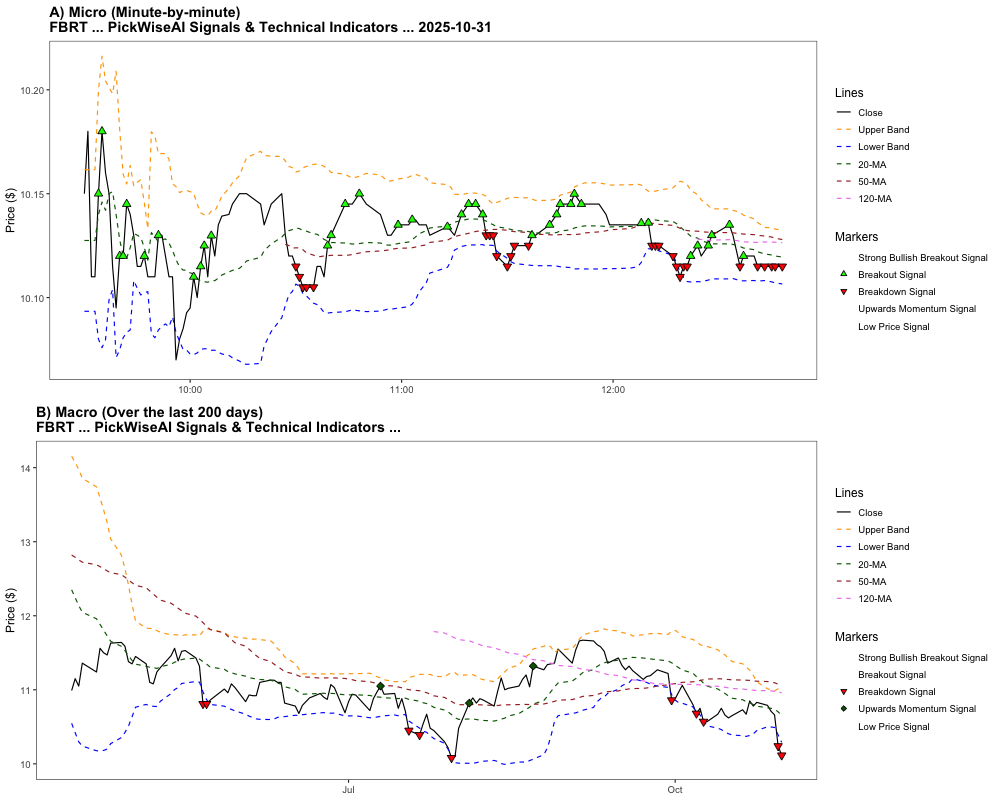 A) Micro (Minute-by-minute)
FBRT ... PickWiseAI Signals & Technical Indicators ... 2025-10-31
Price ($)
10.20
10.15
10.10
10:00
11:00
12:00
Lines
Close
Upper Band
Lower Band
20-MA
50-MA
120-MA
Markers
Strong Bullish Breakout Signal
Breakout Signal
Breakdown Signal
Upwards Momentum Signal
Low Price Signal
B) Macro (Over the last 200 days)
FBRT ... PickWiseAI Signals & Technical Indicators ...
Price ($)
14
13
12
11
10
Jul
Oct
Lines
Close
Upper Band
Lower Band
20-MA
50-MA
120-MA
Markers
Strong Bullish Breakout Signal
Breakout Signal
Breakdown Signal
Upwards Momentum Signal
Low Price Signal